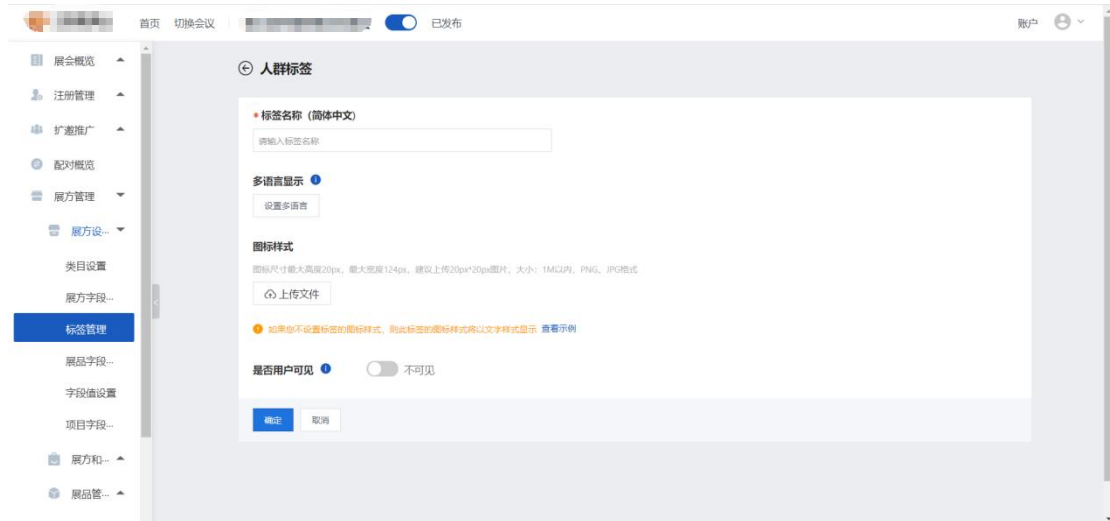 首页 切换会议 已发布 账户
展会概览
注册管理
扩邀推广
配对概览
展方管理
展方设...
类目设置
展方字段...
标签管理
展品字段...
字段值设置
项目字段...
展方和...
展品管...
人群标签
* 标签名称（简体中文）
请输入标签名称
多语言显示
设置多语言
图标样式
图标尺寸最大高度20px，最大宽度124px，建议上传20px*20px图片，大小：1M以内，PNG、JPG格式
上传文件
如果您不设置标签的图标样式，则此标签的图标样式将以文字样式显示 查看示例
是否用户可见 不可见
确定 取消